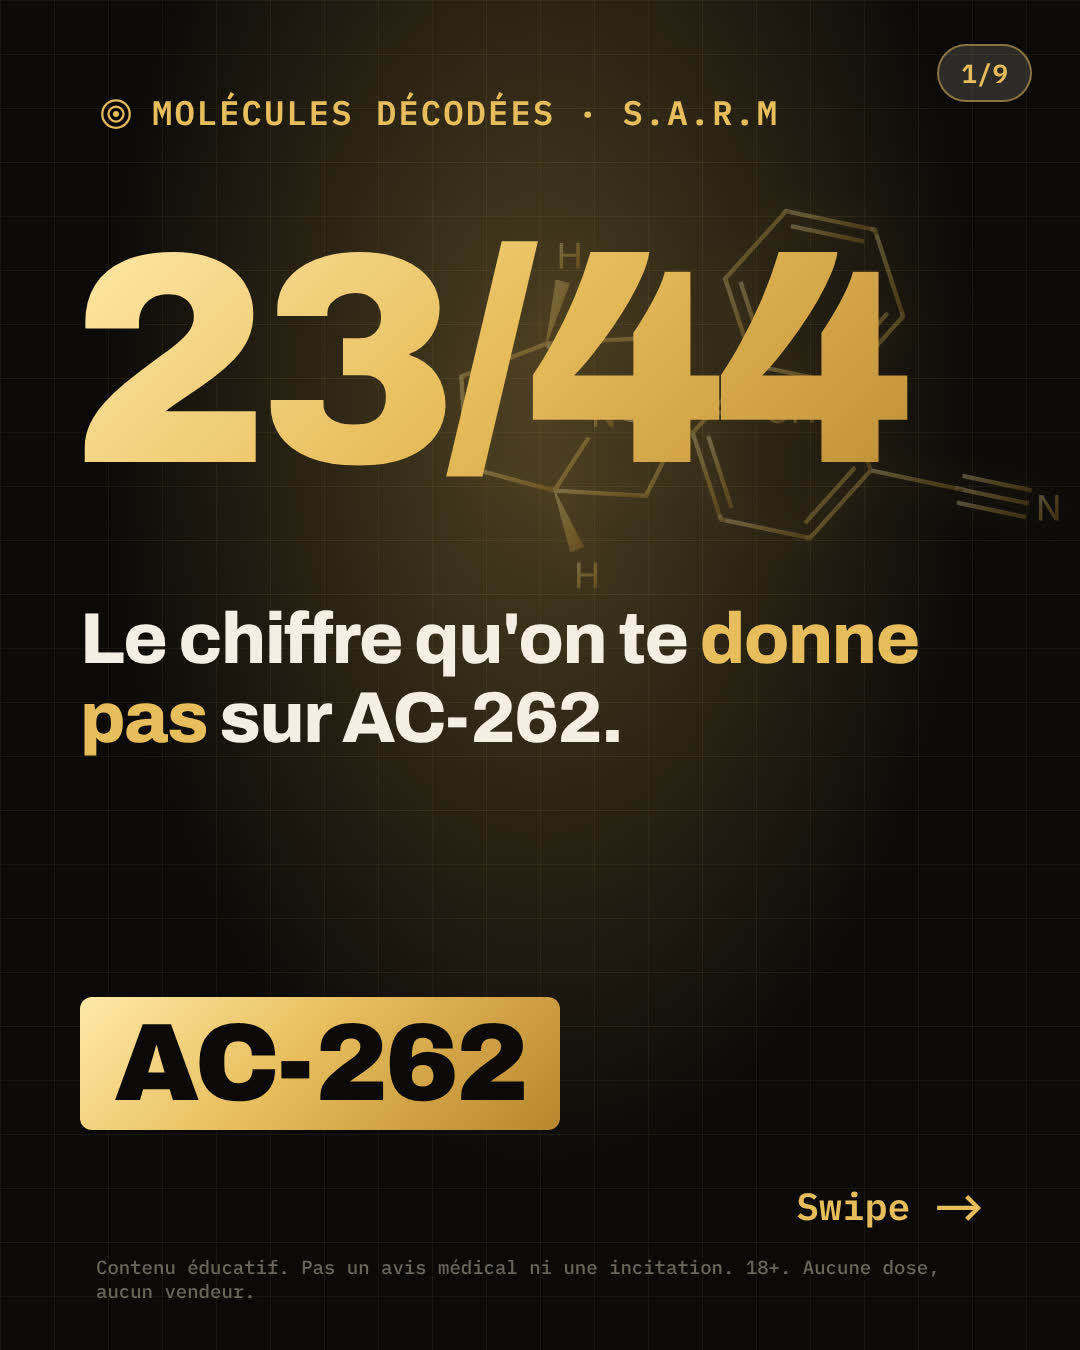 1/9
MOLÉCULES DÉCODÉES · S.A.R.M
23/44
H
H
N
Le chiffre qu'on te donne
pas sur AC-262.
AC-262
Swipe →
Contenu éducatif. Pas un avis médical ni une incitation. 18+. Aucune dose,
aucun vendeur.